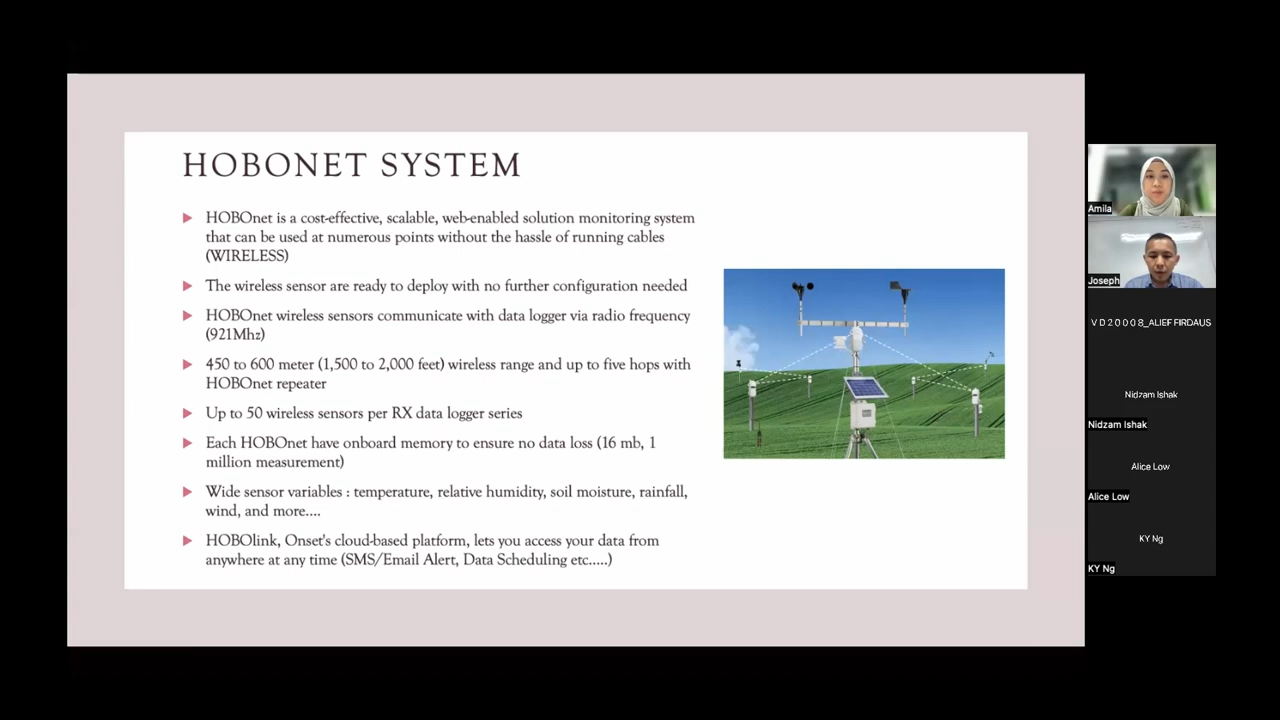 HOBONET SYSTEM
HOBOnet is a cost-effective, scalable, web-enabled solution monitoring system
that can be used at numerous points without the hassle of running cables
(WIRELESS)
The wireless sensor are ready to deploy with no further configuration needed
HOBOnet wireless sensors communicate with data logger via radio frequency
(921Mhz)
450 to 600 meter (1,500 to 2,000 feet) wireless range and up to five hops with
HOBOnet repeater
Up to 50 wireless sensors per RX data logger series
Each HOBOnet have onboard memory to ensure no data loss (16 mb, 1
million measurement)
Wide sensor variables : temperature, relative humidity, soil moisture, rainfall,
wind, and more....
HOBOlink, Onset's cloud-based platform, lets you access your data from
anywhere at any time (SMS/Email Alert, Data Scheduling etc.....)
Amila
Joseph
V D 2 0 0 0 8_ALIEF FIRDAUS
Nidzam Ishak
Nidzam Ishak
Alice Low
Alice Low
KY Ng
KY Ng